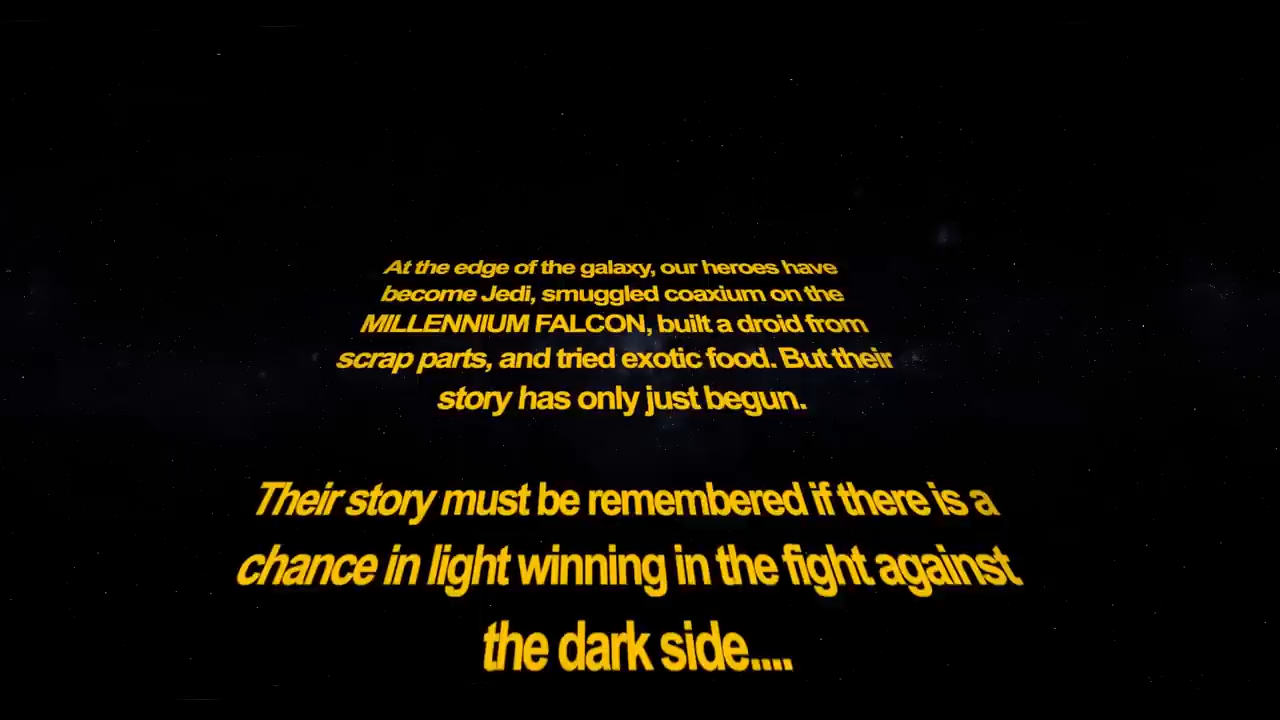 At the edge of the galaxy, our heroes have
become Jedi, smuggled coaxium on the
MILLENNIUM FALCON, built a droid from
scrap parts, and tried exotic food. But their
story has only just begun.
Their story must be remembered if there is a
chance in light winning in the fight against
the dark side....